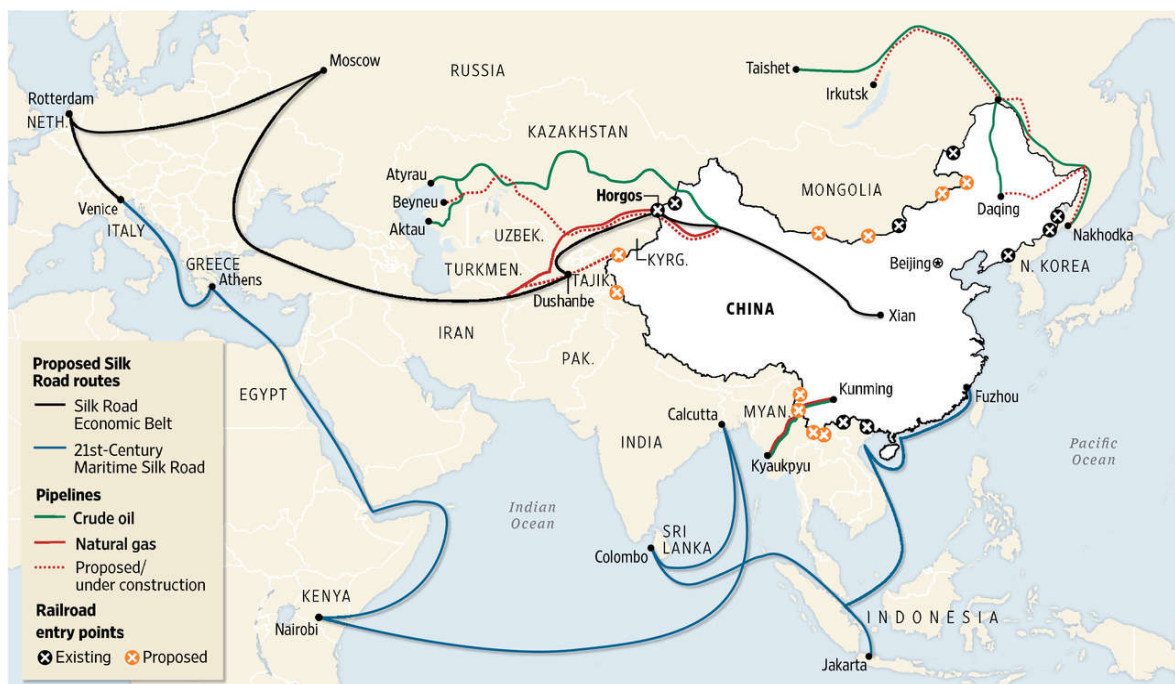 Moscow
RUSSIA
Taishet
Irkutsk
Rotterdam
NETH.
KAZAKHSTAN
Atyrau
Horgos
MONGOLIA
Beyneu
Venice
Daqing
ITALY
Aktau
UZBEK.
Nakhodka
GREECE
Athens
TURKMEN.
KYRG.
Beijing
N. KOREA
TAJIK.
Dushanbe
CHINA
Xian
IRAN
PAK.
Proposed Silk
Road routes
Silk Road
Economic Belt
21st-Century
Maritime Silk Road
Pipelines
Crude oil
Natural gas
Proposed/
under construction
Railroad
entry points
Existing
Proposed
EGYPT
Kunming
Fuzhou
Calcutta
MYAN.
INDIA
Kyaukpyu
Pacific
Ocean
Indian
Ocean
SRI
LANKA
Colombo
KENYA
Nairobi
INDONESIA
Jakarta